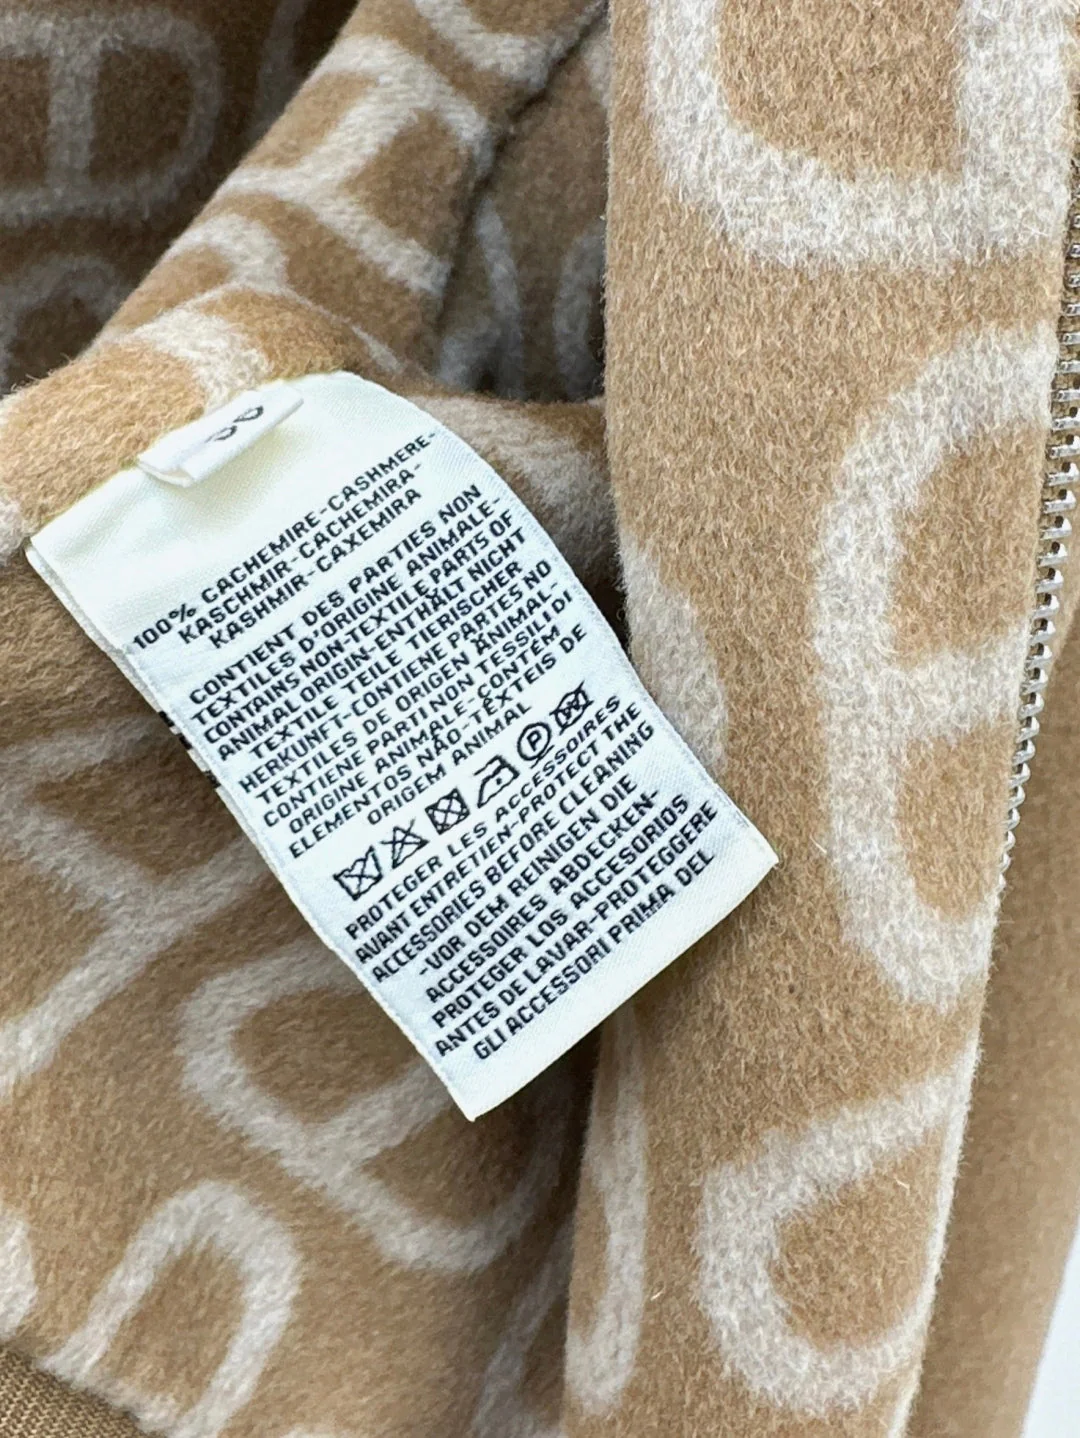 100% CACHEMIRE-CASHMERE-
KASCHMIR-CACHEMIRA-
KASHMIR-CAXEMIRA
CONTIENT DES PARTIES NON
TEXTILES D'ORIGINE ANIMALE-
CONTAINS NON-TEXTILE PARTS OF
ANIMAL ORIGIN-ENTHÄLT NICHT
TEXTILE TEILE TIERISCHER
HERKUNFT-CONTIENE PARTES NO
TEXTILES DE ORIGEN ANIMAL-
CONTIENE PARTI NON TESSILI DI
ORIGINE ANIMALE-CONTÉM
ELEMENTOS NÃO-TÊXTEIS DE
ORIGEM ANIMAL
P
PROTEGER LES ACCESSOIRES
AVANT ENTRETIEN-PROTECT THE
ACCESSORIES BEFORE CLEANING
-VOR DEM REINIGEN DIE
ACCESSOIRES ABDECKEN-
PROTEGER LOS ACCESORIOS
ANTES DE LAVAR-PROTEGGERE
GLI ACCESSORI PRIMA DEL